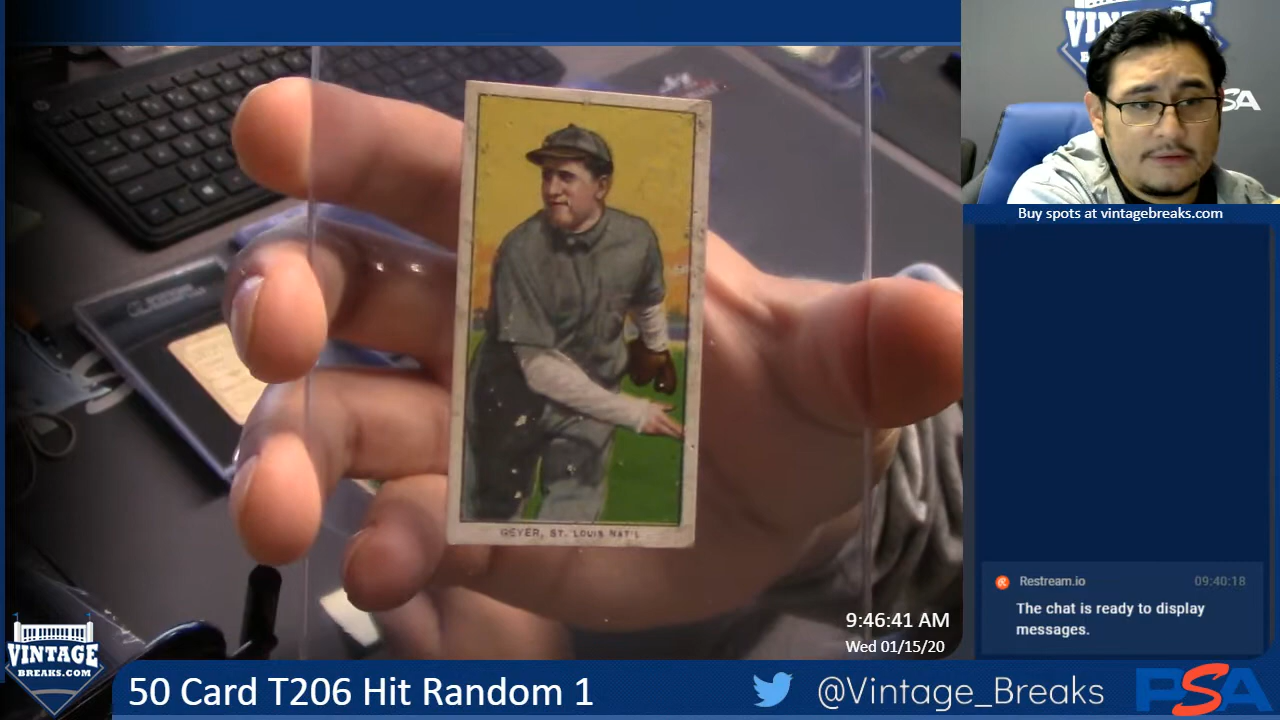 VINTAGE
SA
Buy spots at vintagebreaks.com
GEYER, ST. LOUIS NAT'L
Restream.io 09:40:18
The chat is ready to display
messages.
9:46:41 AM
Wed 01/15/20
VINTAGE
BREAKS.COM
50 Card T206 Hit Random 1
@Vintage_Breaks
PSA